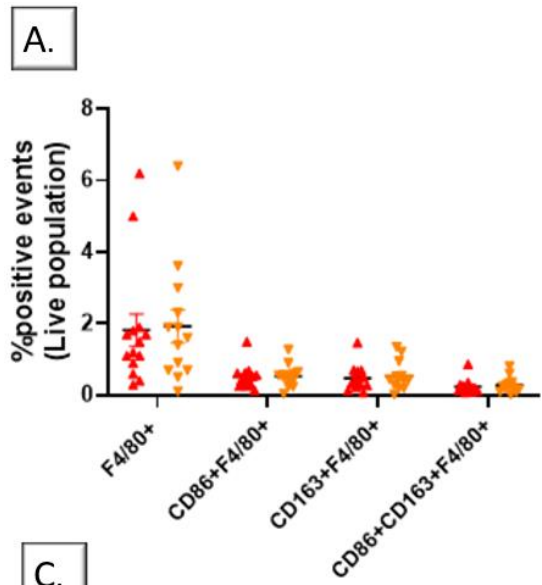 A.
%positive events
(Live population)
8
6
4
2
0
F4/80+
CD86+F4/80+
CD163+F4/80+
CD86+CD163+F4/80+
C.